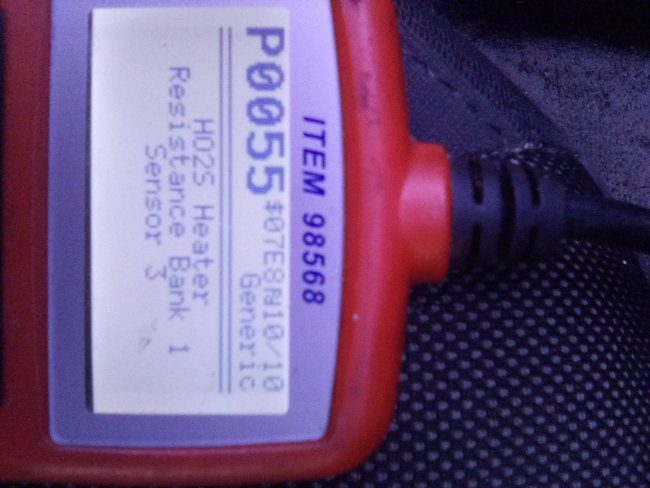 ITEM 98568
P0055 $07E8 10/10
Generic
HO2S Heater
Resistance Bank 1
Sensor 3